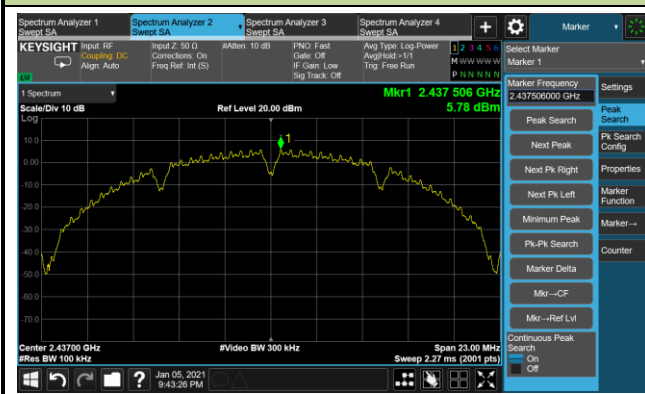 Spectrum Analyzer 1
Swept SA
Spectrum Analyzer 2
Swept SA
Spectrum Analyzer 3
Swept SA
Spectrum Analyzer 4
Swept SA
+
Marker
KEYSIGHT
Input: RF
Coupling: DC
Align: Auto
Input Z: 50 Ω
Corrections: On
Freq Ref: Int (S)
#Atten: 10 dB
PNO: Fast
Gate: Off
IF Gain: Low
Sig Track: Off
Avg Type: Log-Power
Avg|Hold:>1/1
Trig: Free Run
1 2 3 4 5 6
M W W W W W
P N N N N N
Select Marker
Marker 1
1 Spectrum
Scale/Div 10 dB
Log
Ref Level 20.00 dBm
Mkr1 2.437 506 GHz
5.78 dBm
10.0
0.00
-10.0
-20.0
-30.0
-40.0
-50.0
-60.0
-70.0
1
Center 2.43700 GHz
#Res BW 100 kHz
#Video BW 300 kHz
Span 23.00 MHz
Sweep 2.27 ms (2001 pts)
Marker Frequency
2.437506000 GHz
Peak Search
Next Peak
Next Pk Right
Next Pk Left
Minimum Peak
Pk-Pk Search
Marker Delta
Mkr→CF
Mkr→Ref Lvl
Continuous Peak
Search
On
Off
Settings
Peak
Search
Pk Search
Config
Properties
Marker
Function
Marker→
Counter
?
Jan 05, 2021
9:43:26 PM